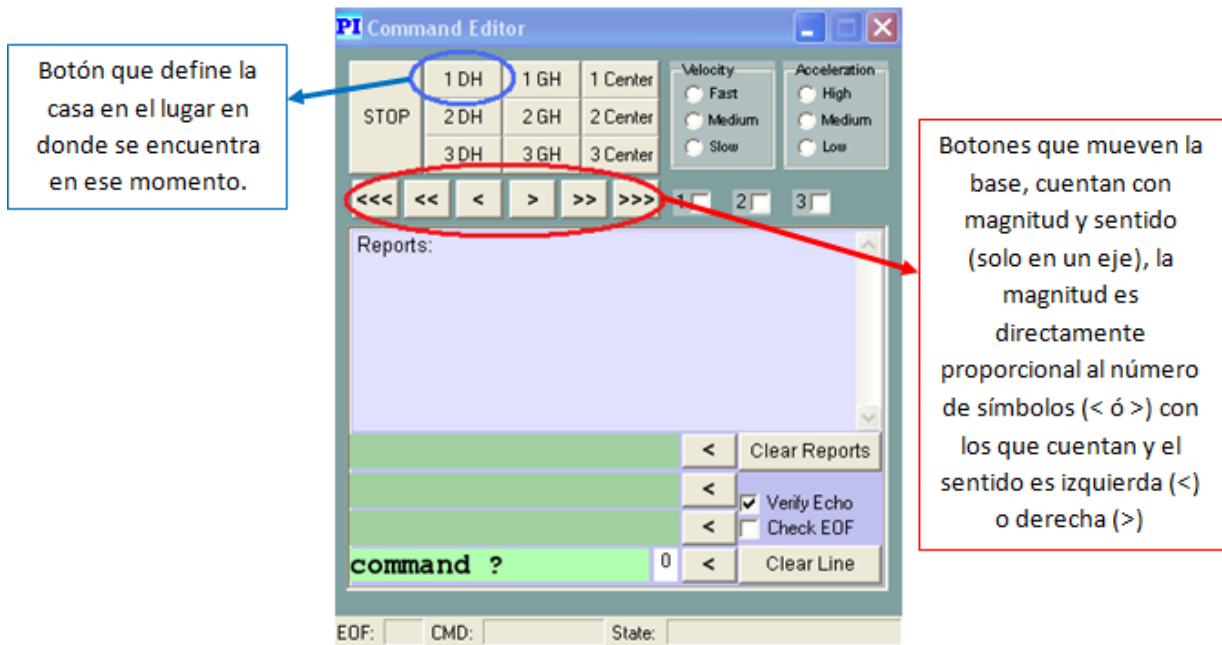 PI Command Editor
Botón que define la
casa en el lugar en
donde se encuentra
en ese momento.
STOP
1 DH
1 GH
1 Center
2 DH
2 GH
2 Center
3 DH
3 GH
3 Center
Velocity
Fast
Medium
Slow
Acceleration
High
Medium
Low
<<<
<<
<
>
>>
>>>
1
2
3
Botones que mueven la
base, cuentan con
magnitud y sentido
(solo en un eje), la
magnitud es
directamente
proporcional al número
de símbolos (< ó >) con
los que cuentan y el
sentido es izquierda (<)
o derecha (>)
Reports:
<
Clear Reports
<
Verify Echo
<
Check EOF
command ?
0
<
Clear Line
EOF:
CMD:
State: